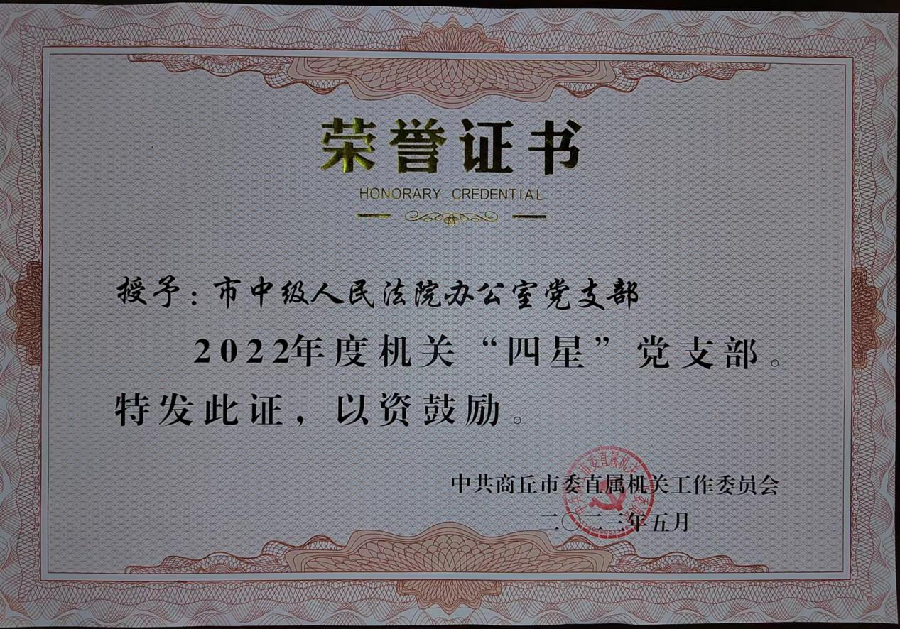 荣誉证书
HONORARY CREDENTIAL
授予：市中级人民法院办公室党支部
2022年度机关“四星”党支部。
特发此证，以资鼓励。
中共商丘市委直属机关工作委员会
二〇二三年五月